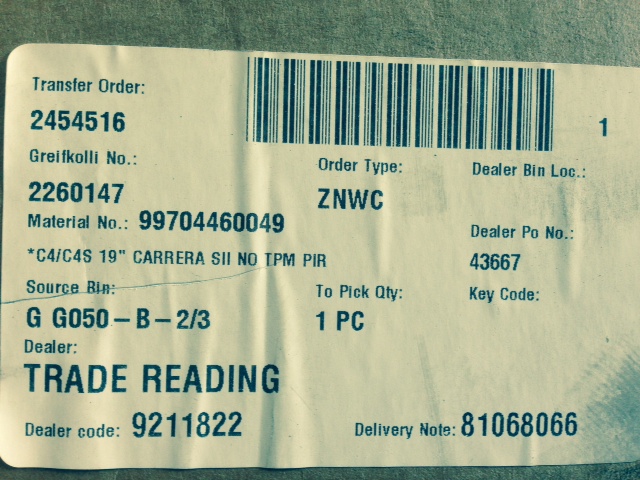 Transfer Order:
2454516
1
Greifkolli No.:
2260147
Order Type:
ZNWC
Dealer Bin Loc.:
Material No.: 99704460049
*C4/C4S 19" CARRERA SII NO TPM PIR
Dealer Po No.:
43667
Source Bin:
G G050-B-2/3
To Pick Qty:
1 PC
Key Code:
Dealer:
TRADE READING
Dealer code: 9211822
Delivery Note: 81068066